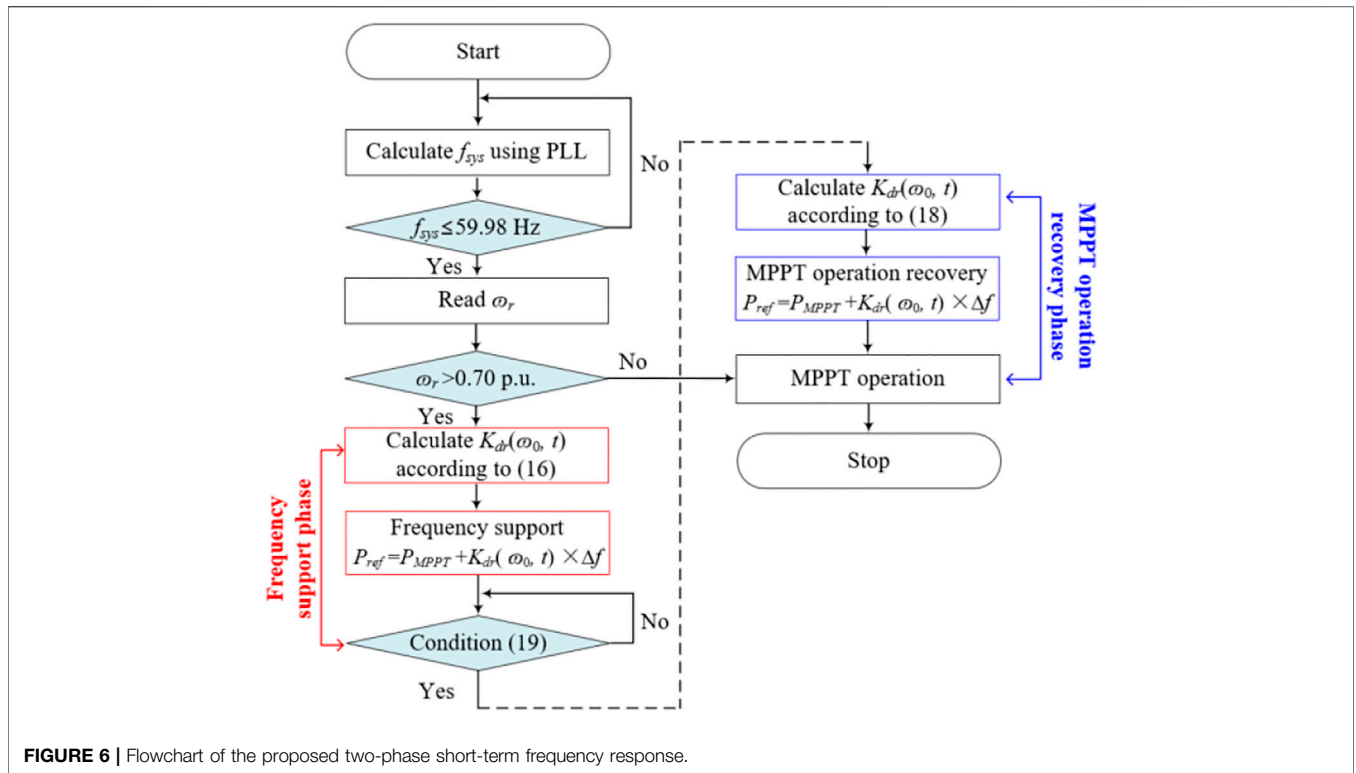 Start
Calculate f_sys using PLL
No
f_sys≤59.98 Hz
Yes
Read ω_r
ω_r>0.70 p.u.
No
Yes
Calculate K_dr(ω_0, t)
according to (16)
Frequency support
P_ref=P_MPPT+K_dr( ω_0, t) ×Δf
No
Condition (19)
Yes
Frequency
support phase
Calculate K_dr(ω_0, t)
according to (18)
MPPT operation recovery
P_ref=P_MPPT+K_dr( ω_0, t) ×Δf
MPPT operation
Stop
MPPT operation
recovery phase
FIGURE 6 | Flowchart of the proposed two-phase short-term frequency response.